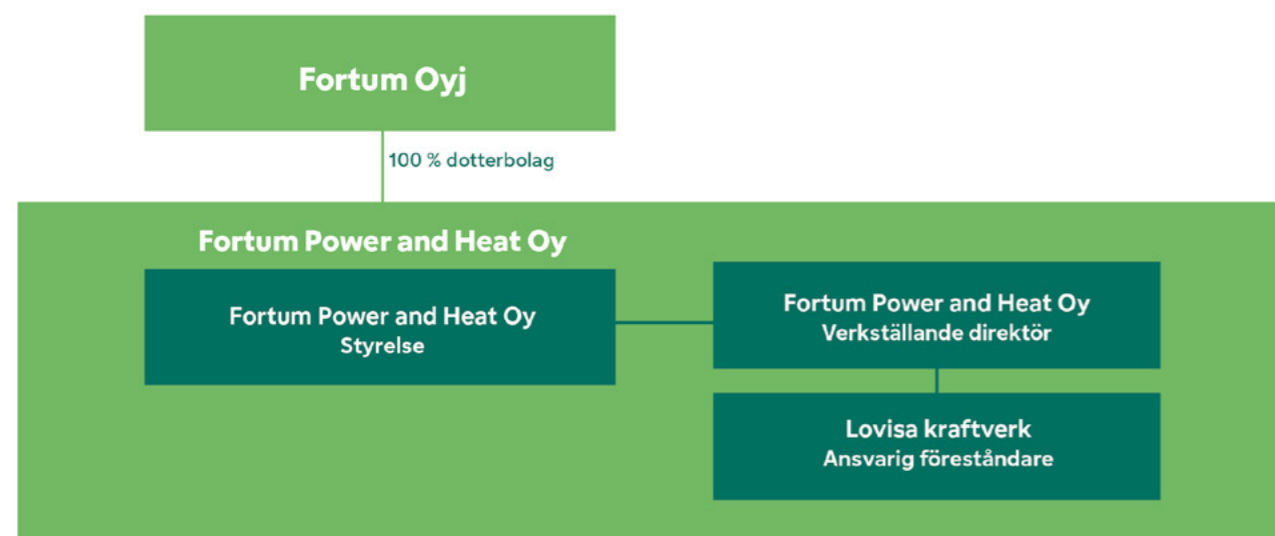 Fortum Oyj
100 % dotterbolag
Fortum Power and Heat Oy
Fortum Power and Heat Oy
Styrelse
Fortum Power and Heat Oy
Verkställande direktör
Lovisa kraftverk
Ansvarig föreståndare